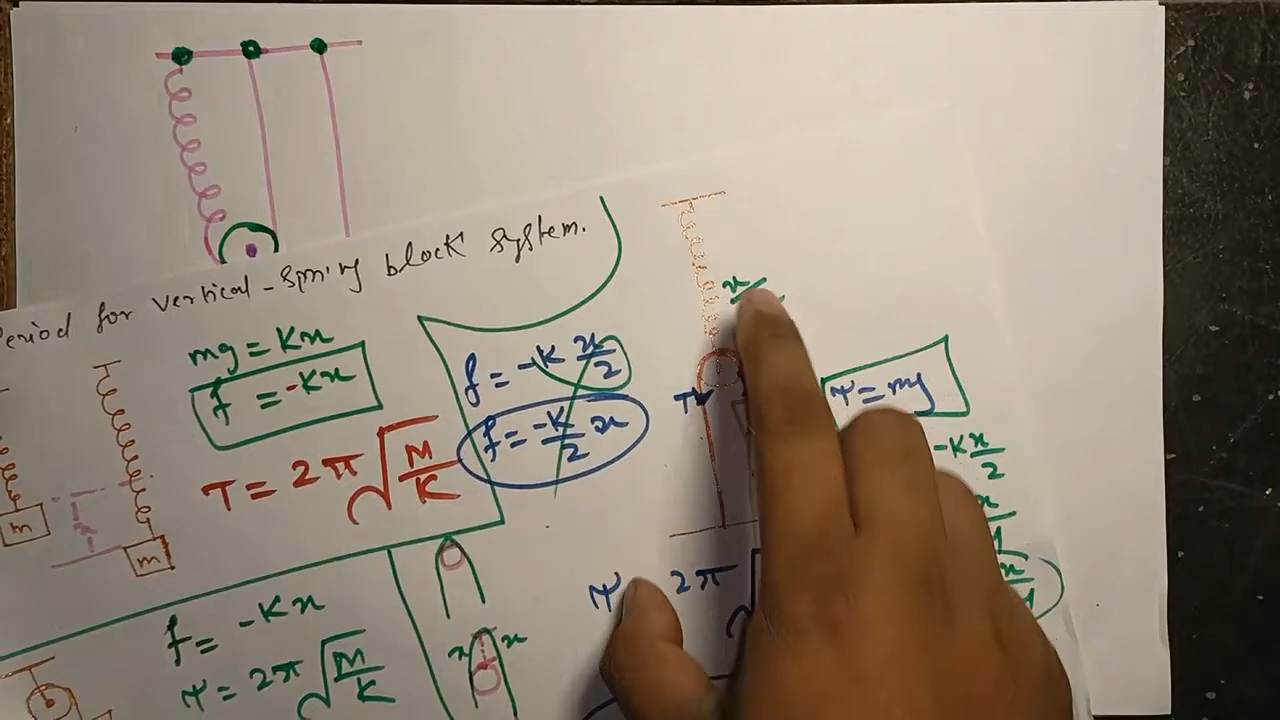 Period for vertical-spring block system.
mg = Kx
f = -Kx
T = 2π √M/K
f = -K x/2
f = -K/2 x
m
m
x
f = -Kx
T = 2π √M/K
x x
x
T
T = mg
-K x/2
x
x
T 2π